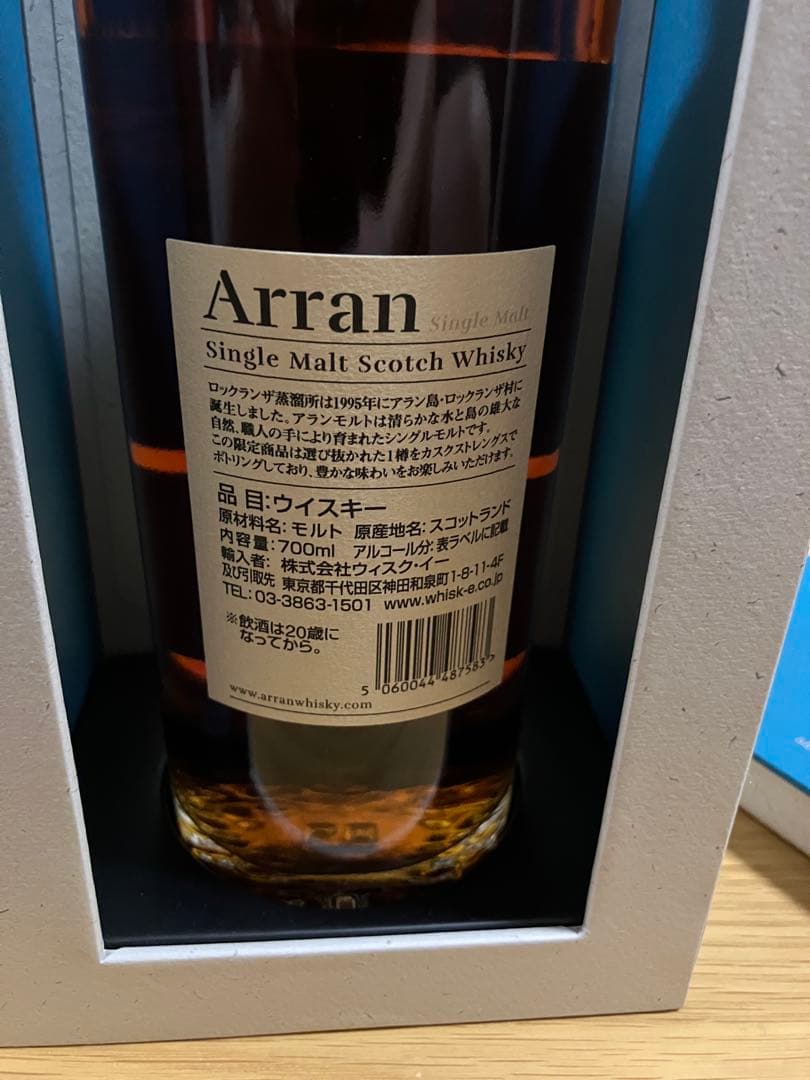 Arran Single Malt
Single Malt Scotch Whisky
ロックランザ蒸溜所は1995年にアラン島・ロックランザ村に
誕生しました。アランモルトは清らかな水と島の雄大な
自然、職人の手により育まれたシングルモルトです。
この限定商品は選び抜かれた1樽をカスクストレングスで
ボトリングしており、豊かな味わいをお楽しみいただけます。
品 目:ウイスキー
原材料名:モルト 原産地名:スコットランド
内容量:700ml アルコール分:表ラベルに記載
輸入者: 株式会社ウィスク・イー
及び引取先 東京都千代田区神田和泉町1-8-11-4F
TEL:03-3863-1501 www.whisk-e.co.jp
※飲酒は20歳に
なってから。
5 060044 487583 >
www.arranwhisky.com